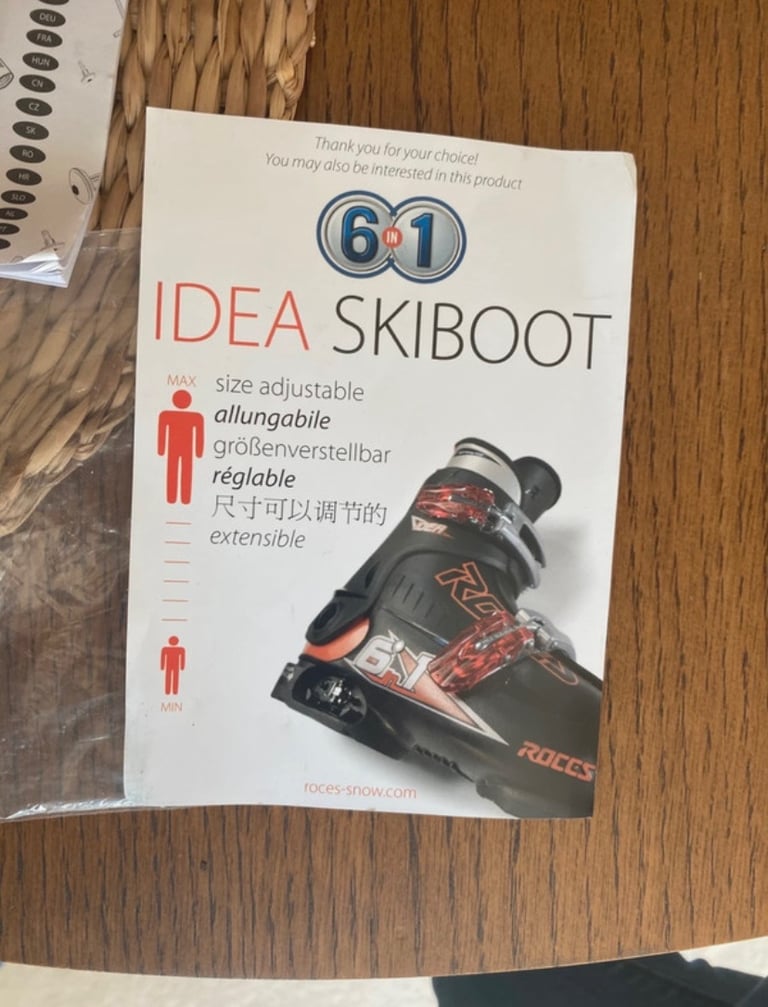 DEU
FRA
HUN
CN
CZ
SK
RO
HR
SLO
Thank you for your choice!
You may also be interested in this product
6 IN 1
IDEA SKIBOOT
MAX
size adjustable
allungabile
größenverstellbar
réglable
尺寸可以调节的
extensible
MIN
6in1
ROCES
roces-snow.com